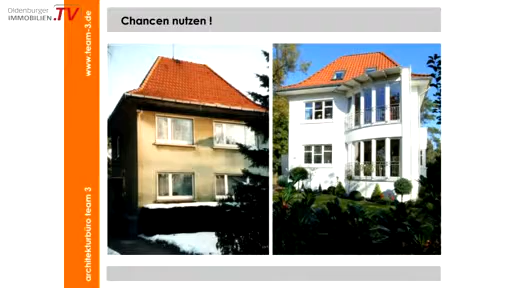 Oldenburger
IMMOBILIEN.TV
www.team-3.de
Chancen nutzen !
architekturbüro team 3